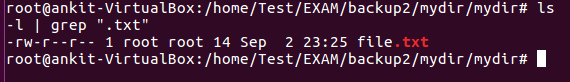 root@ankit-VirtualBox:/home/Test/EXAM/backup2/mydir/mydir# ls
-l | grep ".txt"
-rw-r--r-- 1 root root 14 Sep  2 23:25 file.txt
root@ankit-VirtualBox:/home/Test/EXAM/backup2/mydir/mydir#